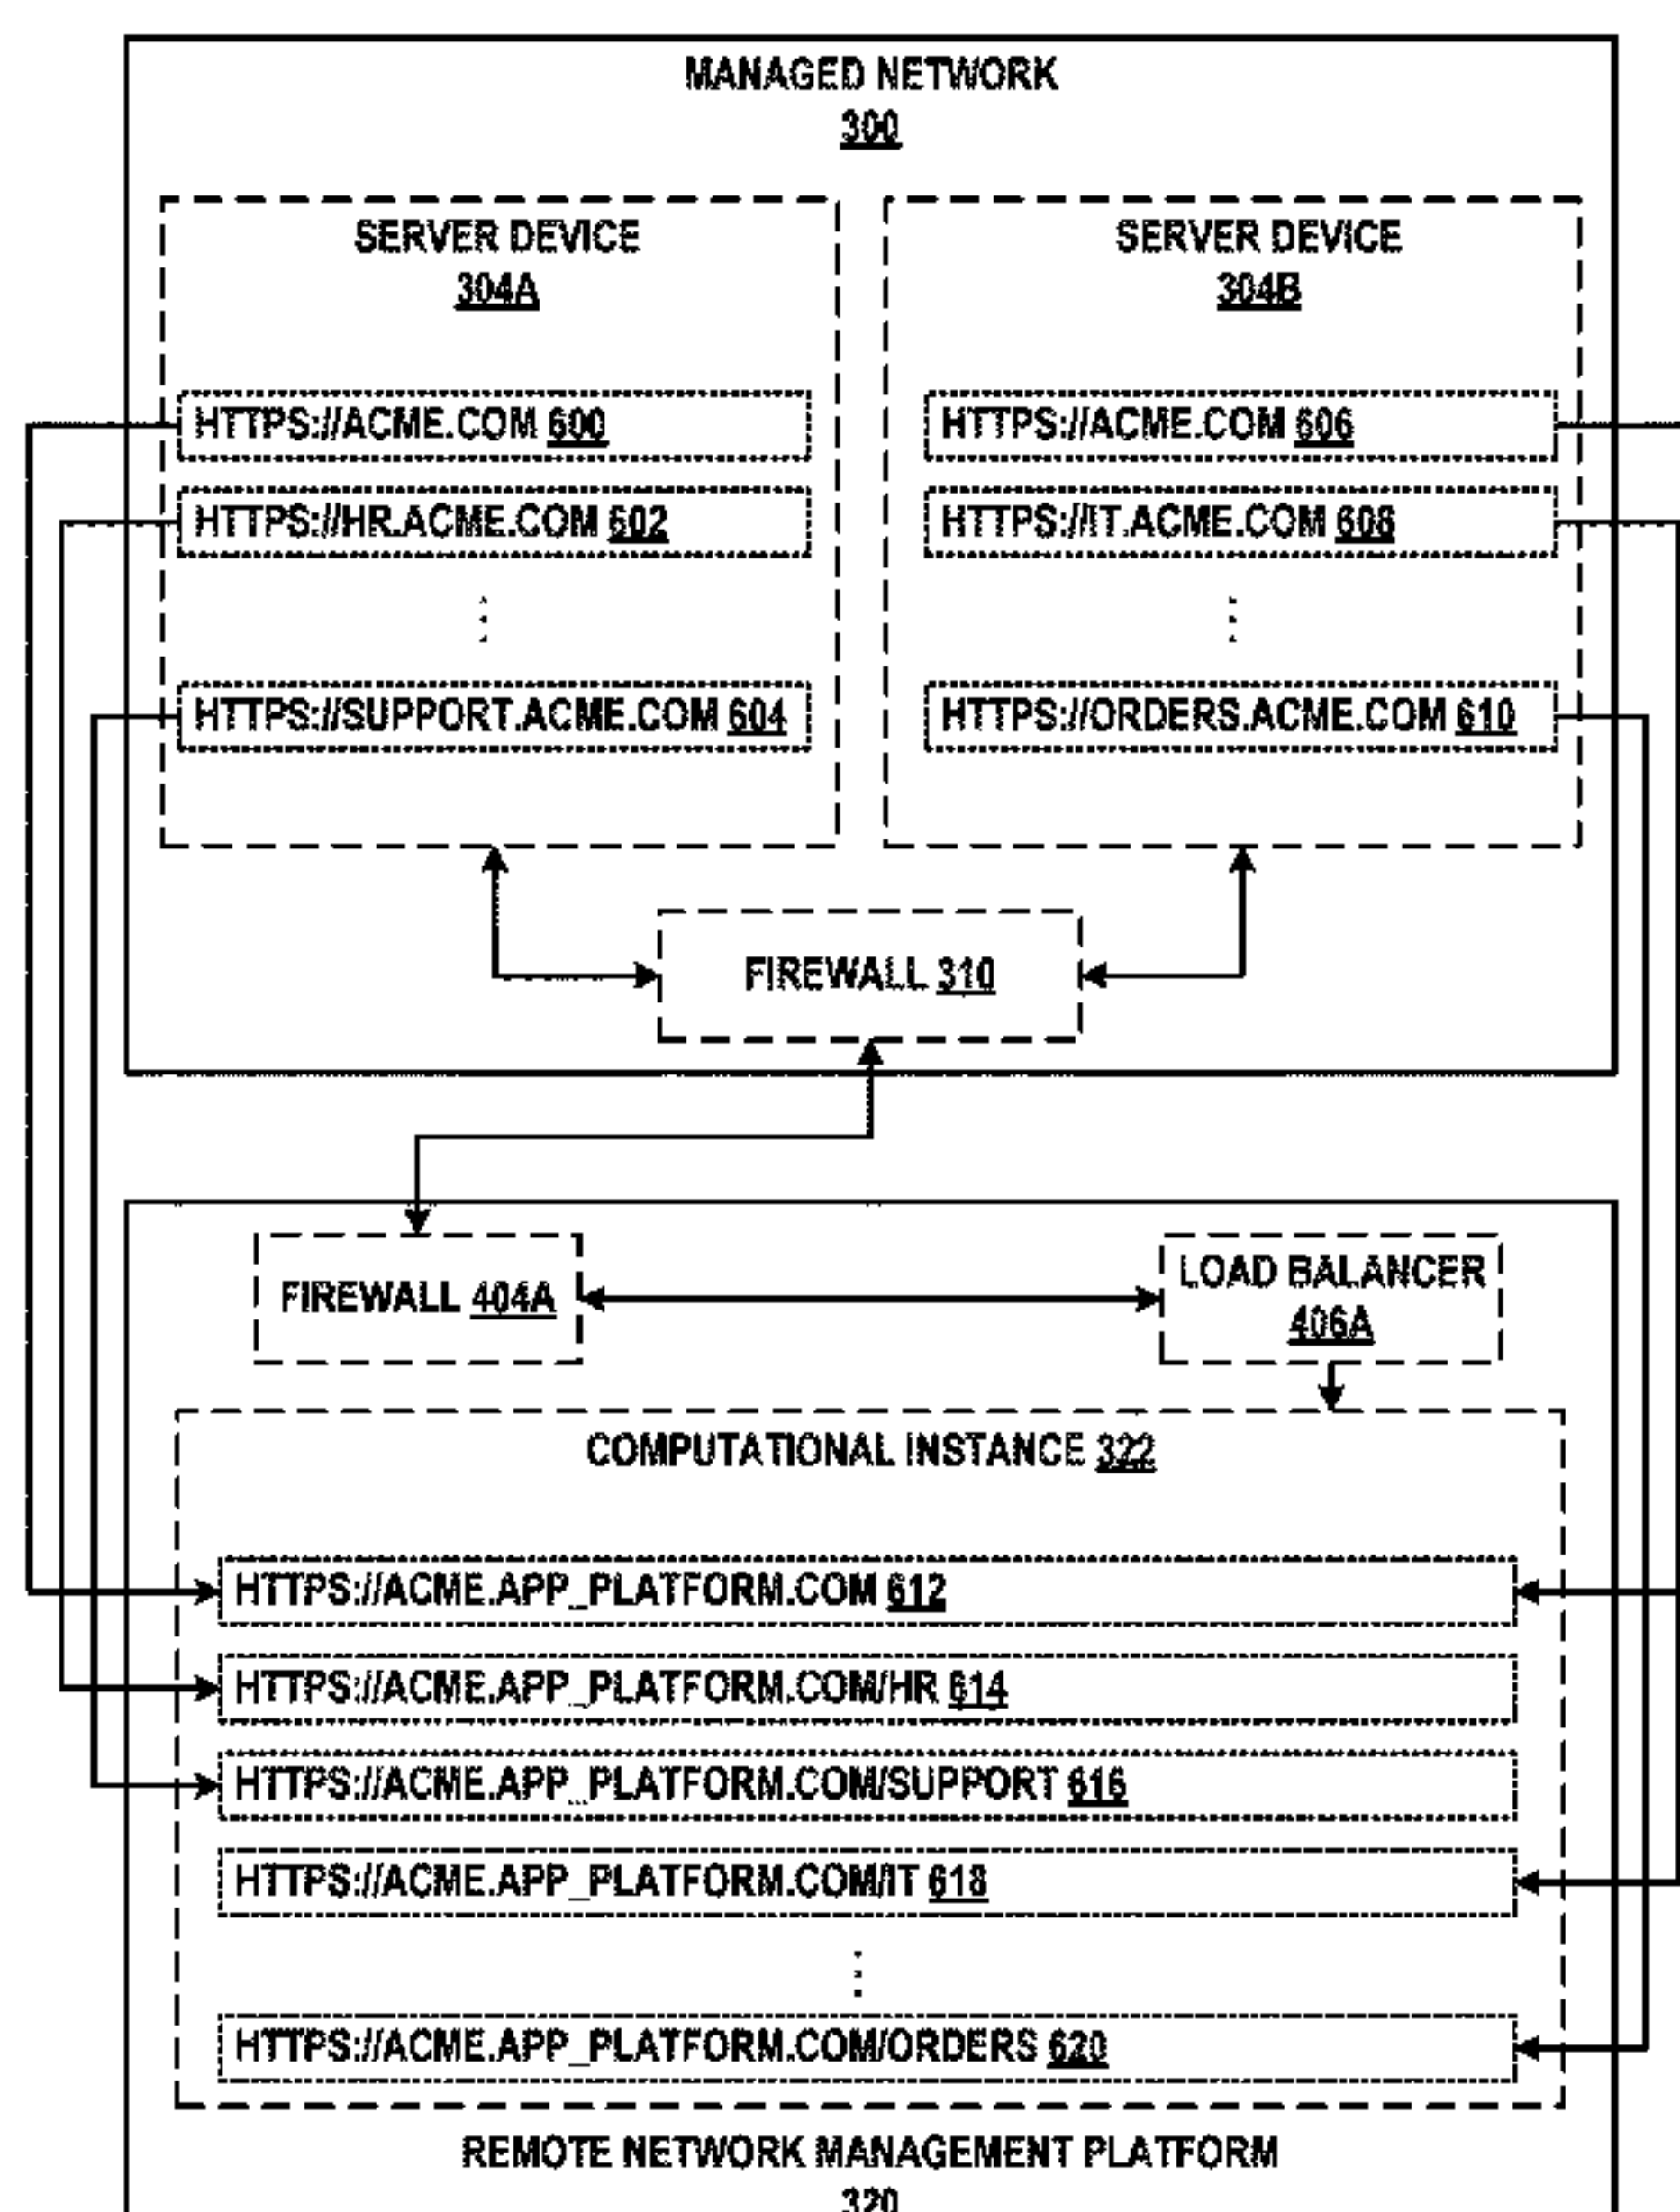 MANAGED NETWORK
300
SERVER DEVICE
304A
HTTPS://ACME.COM 600
HTTPS://HR.ACME.COM 602
HTTPS://SUPPORT.ACME.COM 604
SERVER DEVICE
304B
HTTPS://ACME.COM 606
HTTPS://IT.ACME.COM 608
HTTPS://ORDERS.ACME.COM 610
FIREWALL 310
FIREWALL 404A
LOAD BALANCER
406A
COMPUTATIONAL INSTANCE 322
HTTPS://ACME.APP_PLATFORM.COM 612
HTTPS://ACME.APP_PLATFORM.COM/HR 614
HTTPS://ACME.APP_PLATFORM.COM/SUPPORT 616
HTTPS://ACME.APP_PLATFORM.COM/IT 618
HTTPS://ACME.APP_PLATFORM.COM/ORDERS 620
REMOTE NETWORK MANAGEMENT PLATFORM
320